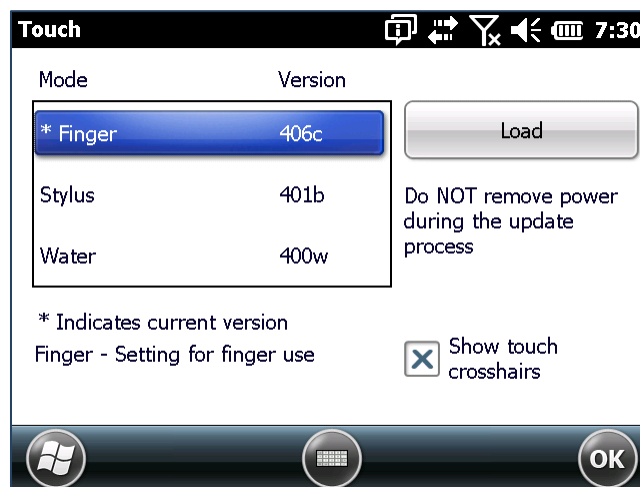 Touch 7:30
Mode Version
* Finger 406c
Load
Stylus 401b
Do NOT remove power
during the update
process
Water 400w
* Indicates current version
Finger - Setting for finger use
Show touch
crosshairs
OK